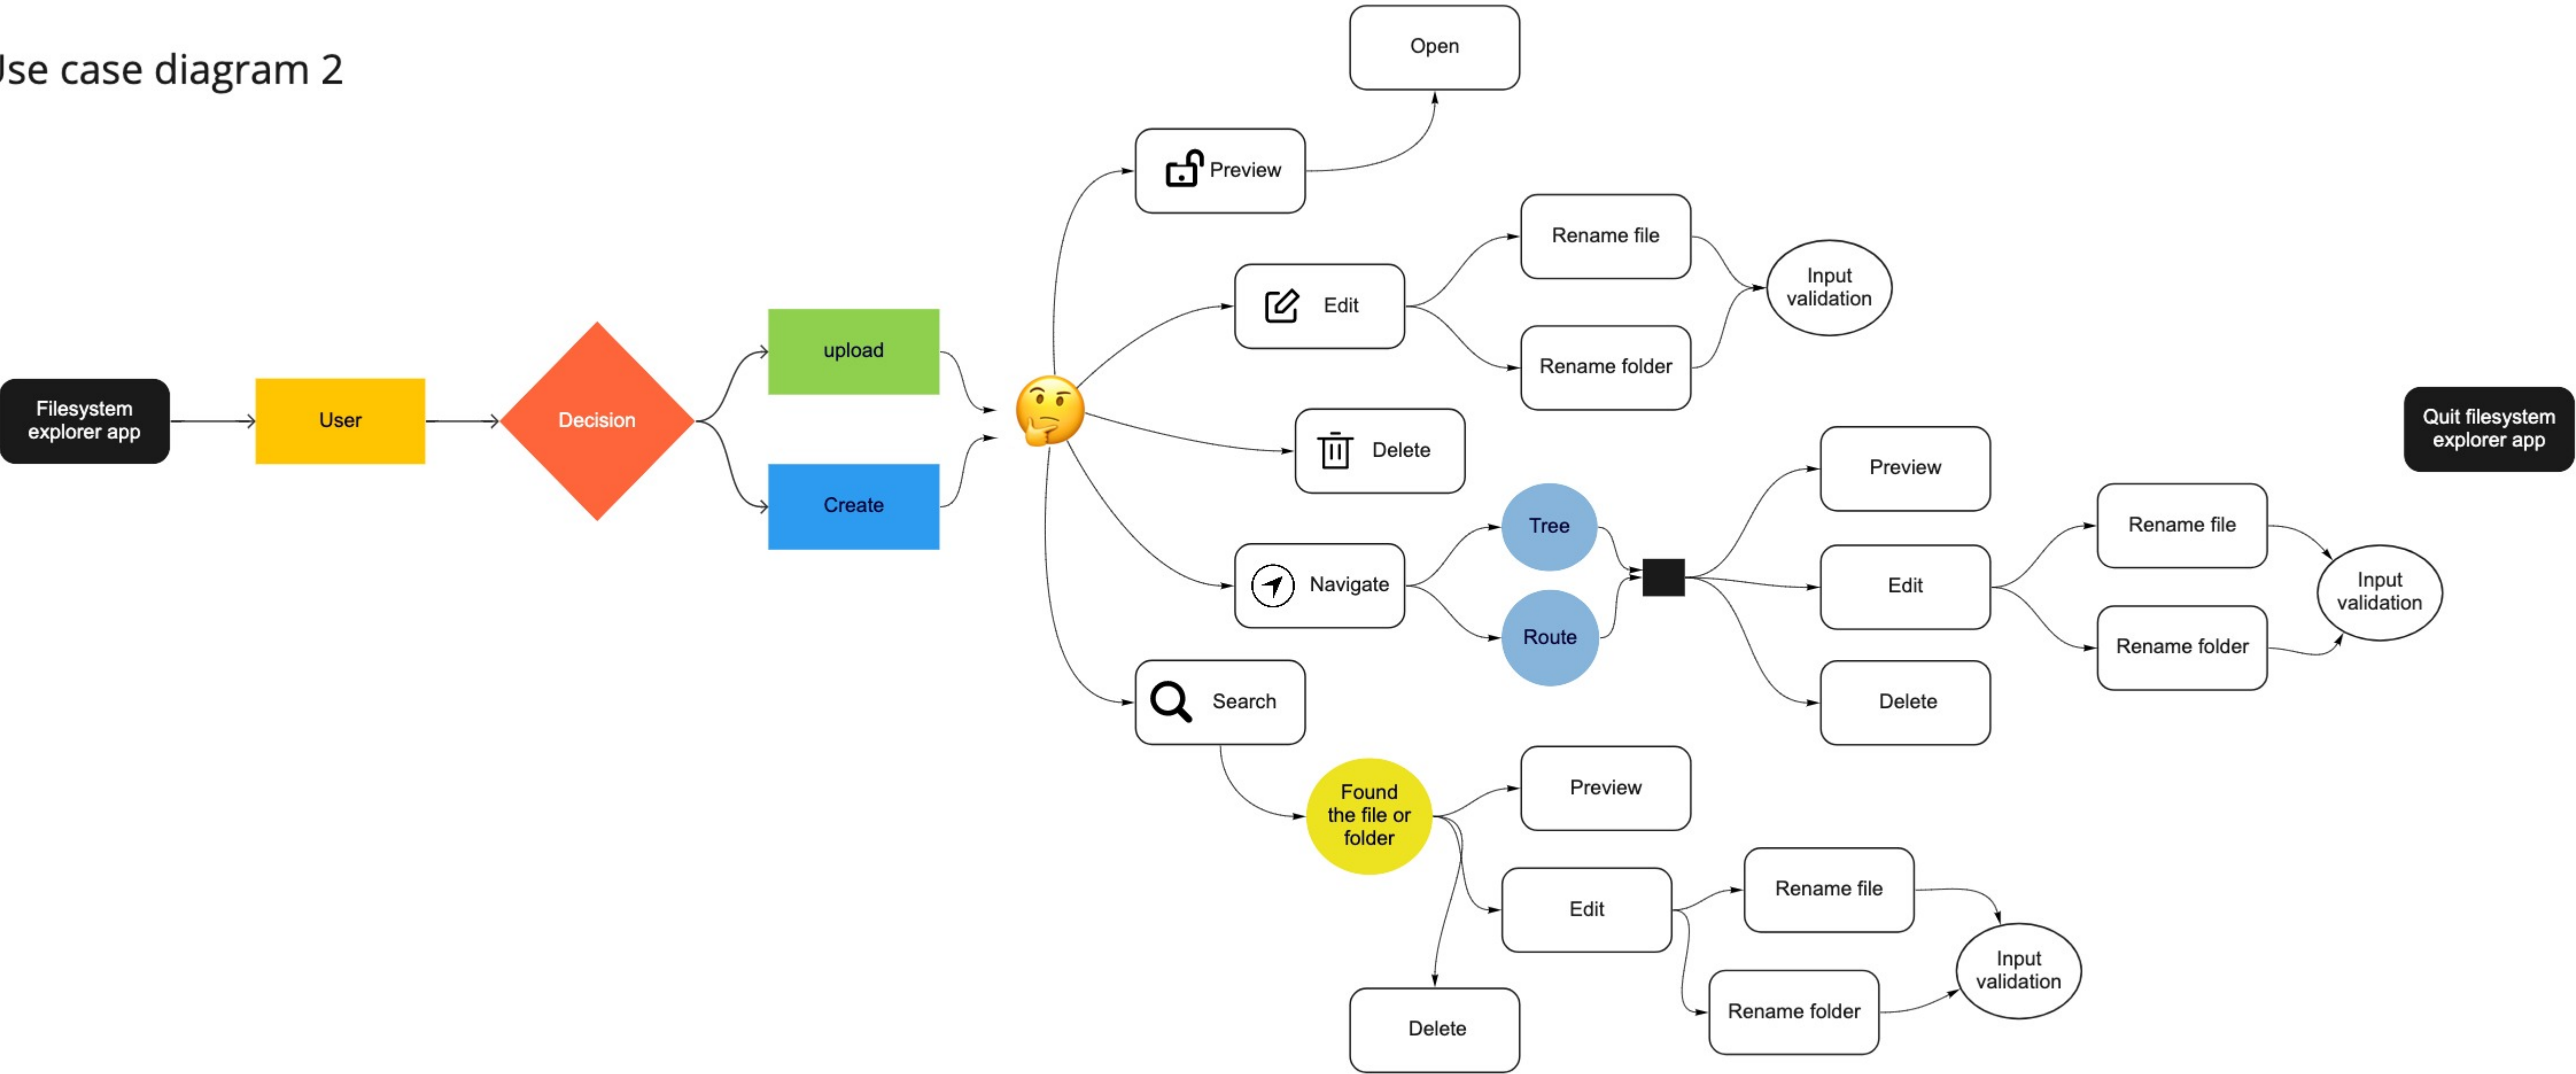 Use case diagram 2
Open
Preview
Rename file
Edit
Input
validation
Rename folder
upload
Filesystem
explorer app
User
Decision
Create
Delete
Quit filesystem
explorer app
Preview
Tree
Rename file
Navigate
Edit
Input
validation
Route
Rename folder
Search
Delete
Found
the file or
folder
Preview
Edit
Rename file
Input
validation
Rename folder
Delete